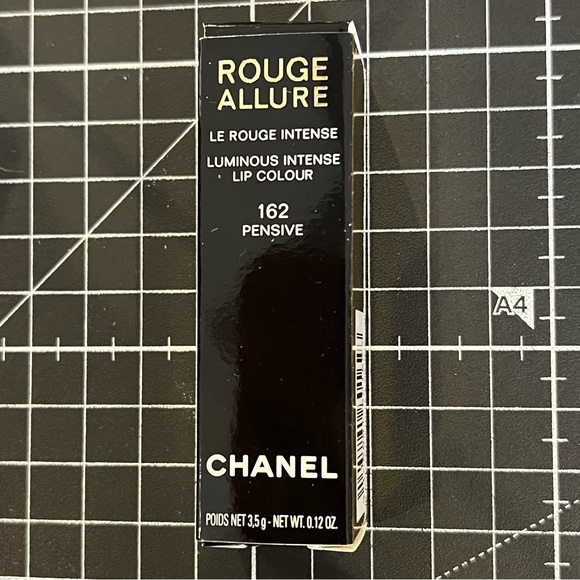 ROUGE
ALLURE
LE ROUGE INTENSE
LUMINOUS INTENSE
LIP COLOUR
162
PENSIVE
CHANEL
POIDS NET 3,5 g - NET WT. 0.12 OZ.
A4